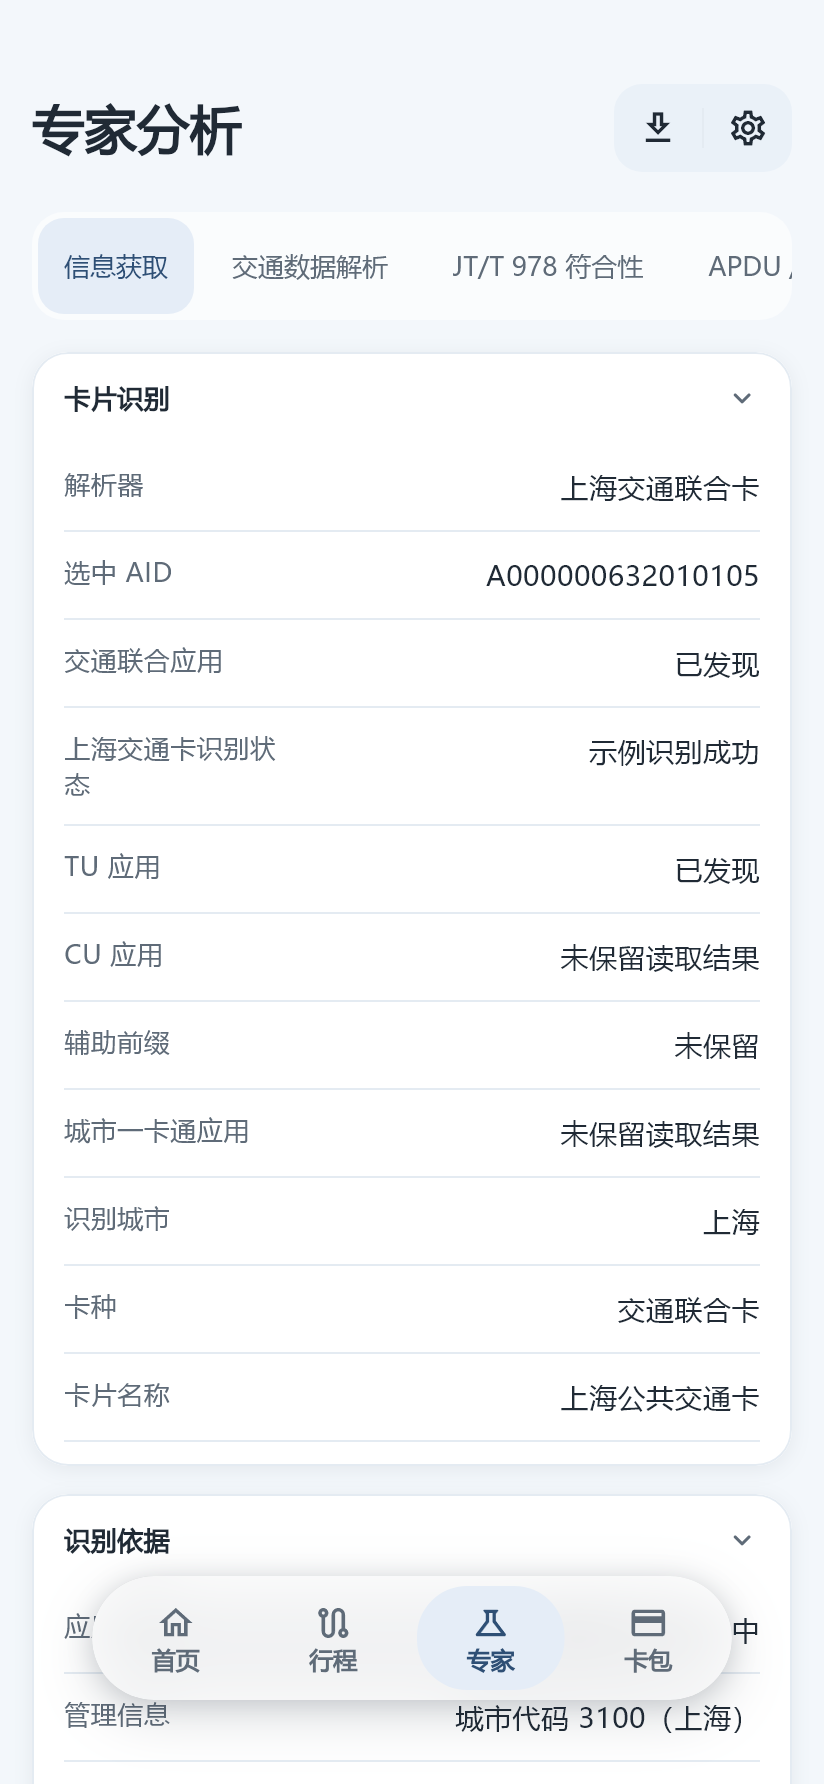 专家分析
信息获取
交通数据解析
JT/T 978 符合性
APDU
卡片识别
解析器
上海交通联合卡
选中 AID
A000000632010105
交通联合应用
已发现
上海交通卡识别状
态
示例识别成功
TU 应用
已发现
CU 应用
未保留读取结果
辅助前缀
未保留
城市一卡通应用
未保留读取结果
识别城市
上海
卡种
交通联合卡
卡片名称
上海公共交通卡
识别依据
应
中
管理信息
城市代码 3100（上海）
首页
行程
专家
卡包